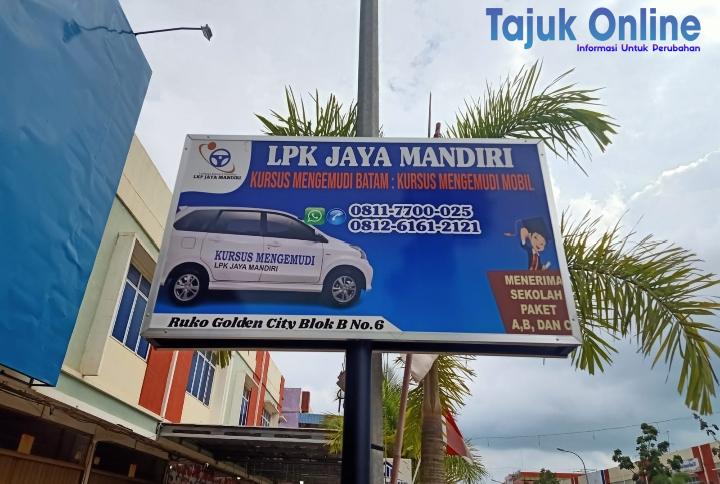 Tajuk Online
Informasi Untuk Perubahan
LPK JAYA MANDIRI
LKP JAYA MANDIRI
KURSUS MENGEMUDI BATAM : KURSUS MENGEMUDI MOBIL
0811-7700-025
0812-6161-2121
KURSUS MENGEMUDI
LPK JAYA MANDIRI
MENERIMA
SEKOLAH
PAKET
A,B, DAN C
Ruko Golden City Blok B No.6